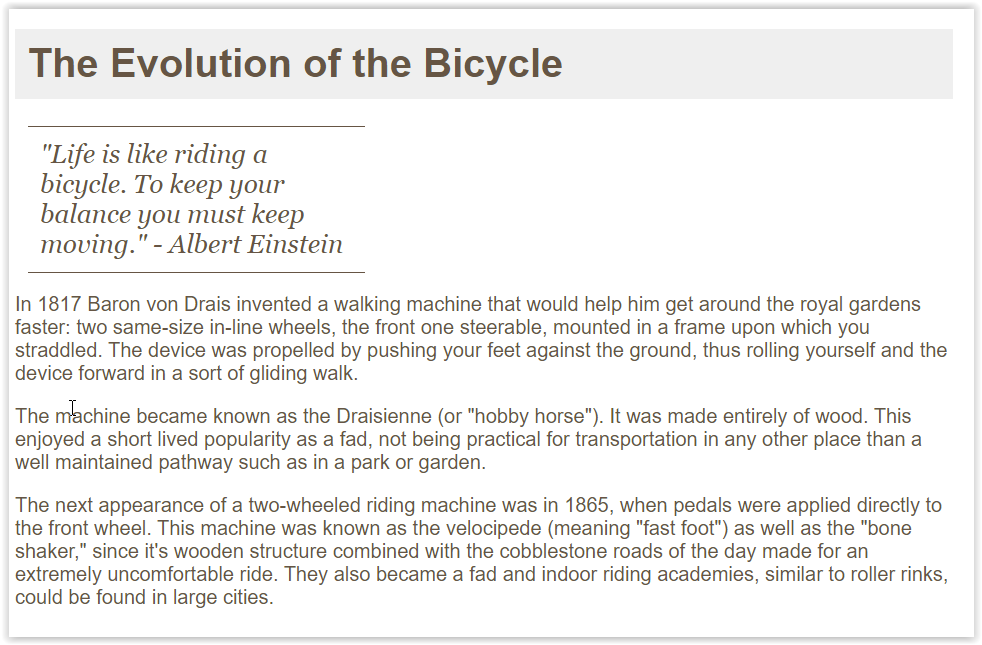 The Evolution of the Bicycle
"Life is like riding a
bicycle. To keep your
balance you must keep
moving." - Albert Einstein
In 1817 Baron von Drais invented a walking machine that would help him get around the royal gardens
faster: two same-size in-line wheels, the front one steerable, mounted in a frame upon which you
straddled. The device was propelled by pushing your feet against the ground, thus rolling yourself and the
device forward in a sort of gliding walk.
The machine became known as the Draisienne (or "hobby horse"). It was made entirely of wood. This
enjoyed a short lived popularity as a fad, not being practical for transportation in any other place than a
well maintained pathway such as in a park or garden.
The next appearance of a two-wheeled riding machine was in 1865, when pedals were applied directly to
the front wheel. This machine was known as the velocipede (meaning "fast foot") as well as the "bone
shaker," since it's wooden structure combined with the cobblestone roads of the day made for an
extremely uncomfortable ride. They also became a fad and indoor riding academies, similar to roller rinks,
could be found in large cities.